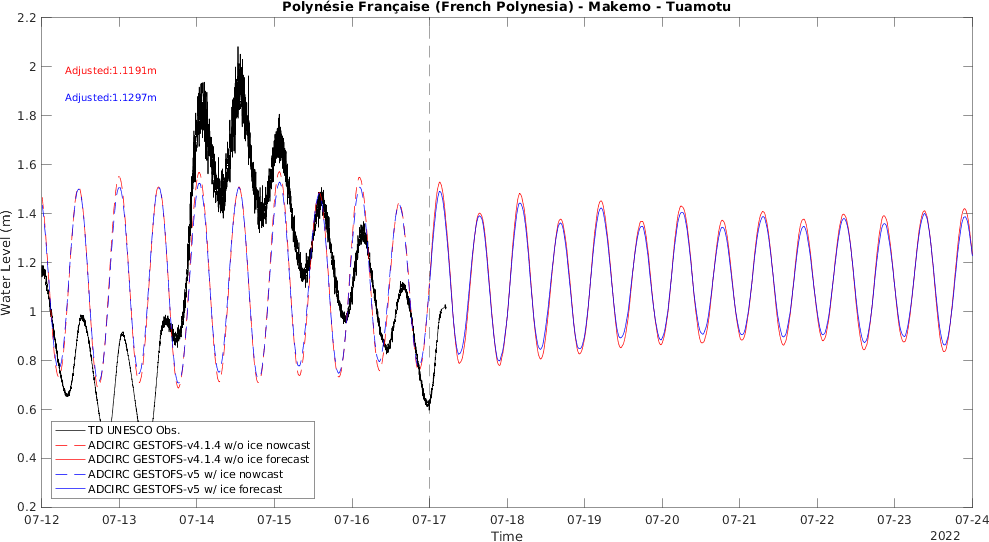 Polynésie Française (French Polynesia) - Makemo - Tuamotu
2.2
2
1.8
1.6
1.4
1.2
1
0.8
0.6
0.4
0.2
Water Level (m)
Adjusted:1.1191m
Adjusted:1.1297m
TD UNESCO Obs.
ADCIRC GESTOFS-v4.1.4 w/o ice nowcast
ADCIRC GESTOFS-v4.1.4 w/o ice forecast
ADCIRC GESTOFS-v5 w/ ice nowcast
ADCIRC GESTOFS-v5 w/ ice forecast
07-12 07-13 07-14 07-15 07-16 07-17 07-18 07-19 07-20 07-21 07-22 07-23 07-24
Time
2022